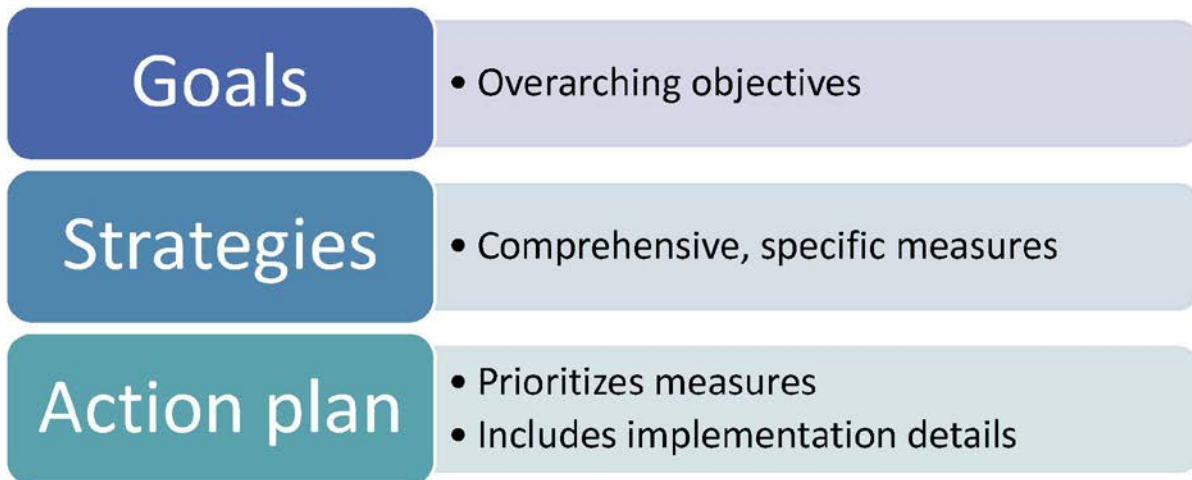 Goals
• Overarching objectives
Strategies
• Comprehensive, specific measures
Action plan
• Prioritizes measures
• Includes implementation details